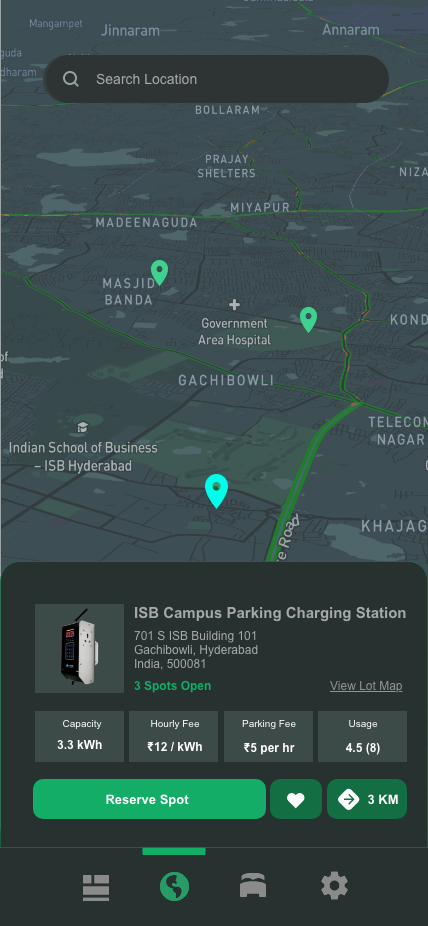 Mangampet
Jinnaram
Annaram
guda
dharam
Search Location
BOLLARAM
PRAJAY
SHELTERS
NIZA
MIYAPUR
MADEENAGUDA
MASJID
BANDA
Government
Area Hospital
KOND
of
GACHIBOWLI
TELECOM
NAGAR
Indian School of Business
– ISB Hyderabad
KHAJAG
e Road
ISB Campus Parking Charging Station
701 S ISB Building 101
Gachibowli, Hyderabad
India, 500081
3 Spots Open
View Lot Map
Capacity
3.3 kWh
Hourly Fee
₹12 / kWh
Parking Fee
₹5 per hr
Usage
4.5 (8)
Reserve Spot
3 KM